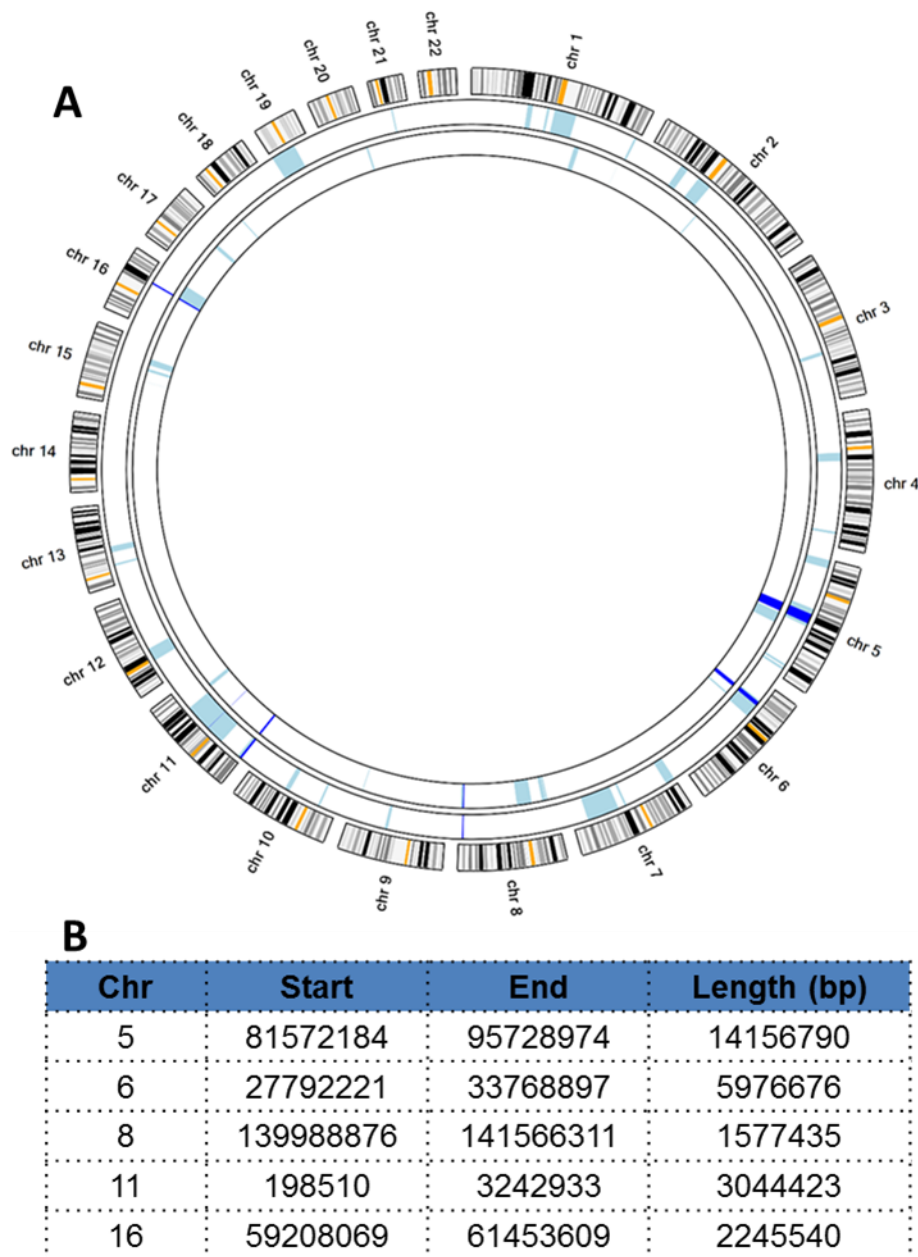 A
chr 1
chr 2
chr 3
chr 4
chr 5
chr 6
chr 7
chr 8
chr 9
chr 10
chr 11
chr 12
chr 13
chr 14
chr 15
chr 16
chr 17
chr 18
chr 19
chr 20
chr 21
chr 22
B
Chr Start End Length (bp)
5 81572184 95728974 14156790
6 27792221 33768897 5976676
8 139988876 141566311 1577435
11 198510 3242933 3044423
16 59208069 61453609 2245540